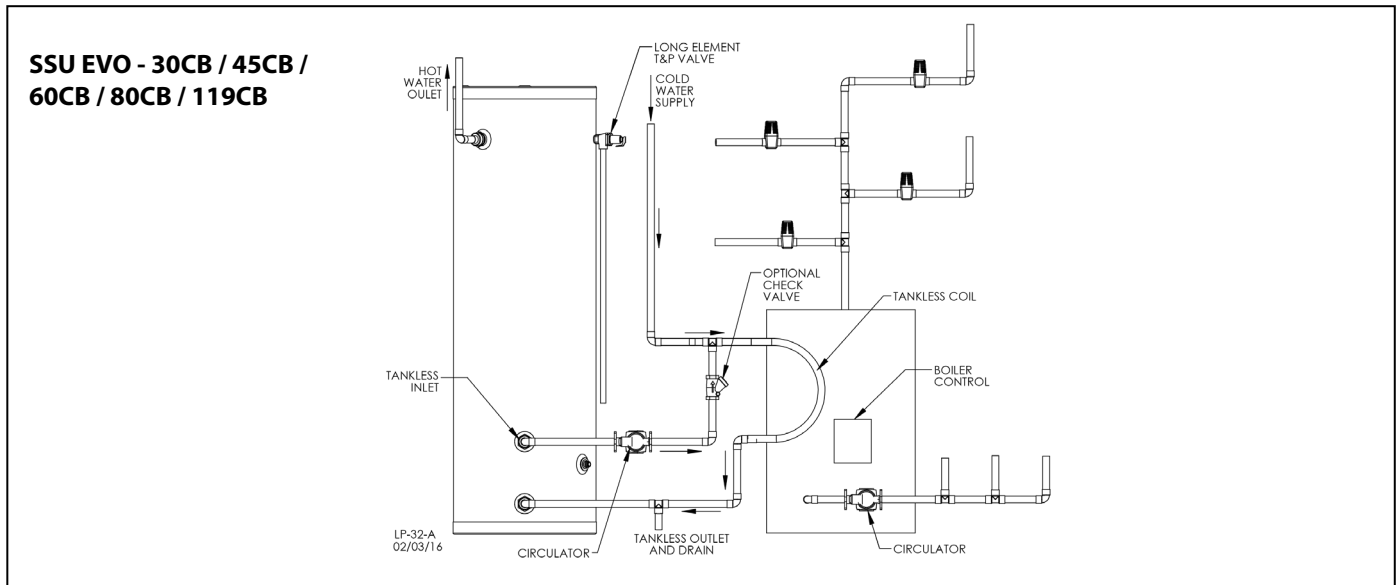 SSU EVO - 30CB / 45CB /
60CB / 80CB / 119CB
HOT
WATER
OULET
LONG ELEMENT
T&P VALVE
COLD
WATER
SUPPLY
OPTIONAL
CHECK
VALVE
TANKLESS COIL
TANKLESS
INLET
BOILER
CONTROL
LP-32-A
02/03/16
CIRCULATOR
TANKLESS OUTLET
AND DRAIN
CIRCULATOR